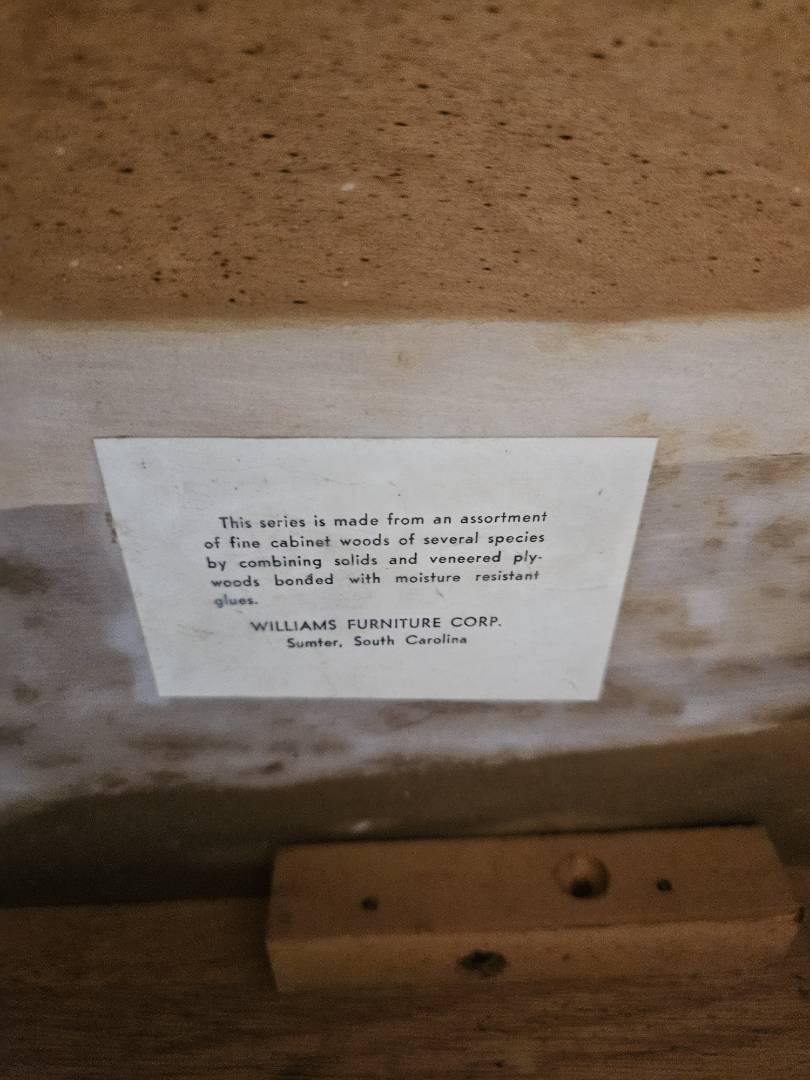 This series is made from an assortment
of fine cabinet woods of several species
by combining solids and veneered ply-
woods bonded with moisture resistant
glues.
WILLIAMS FURNITURE CORP.
Sumter, South Carolina